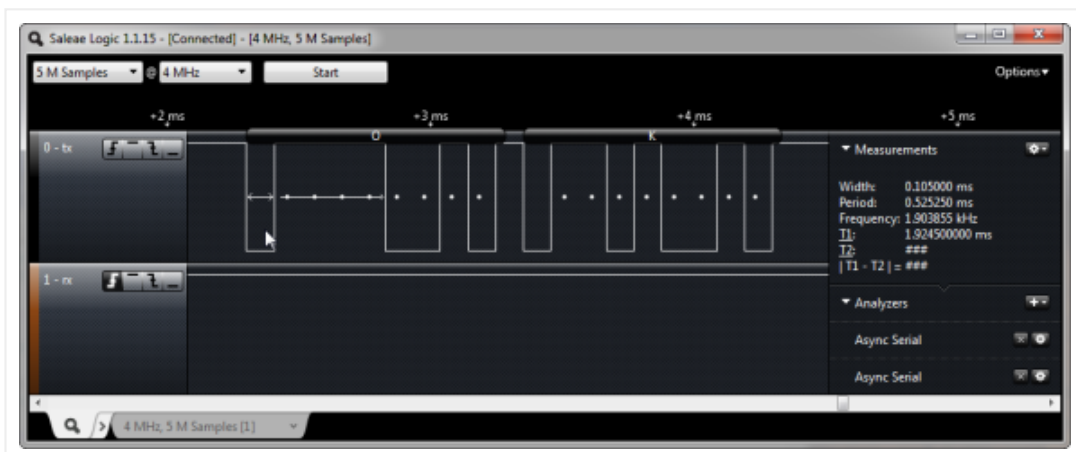 Saleae Logic 1.1.15 - [Connected] - [4 MHz, 5 M Samples]
5 M Samples @ 4 MHz Start Options
+2 ms +3 ms +4 ms +5 ms
O K
0 - tx
Measurements
Width: 0.105000 ms
Period: 0.525250 ms
Frequency: 1.903855 kHz
T1: 1.924500000 ms
T2: ###
| T1 - T2 | = ###
1 - rx
Analyzers
Async Serial
Async Serial
4 MHz, 5 M Samples [1]